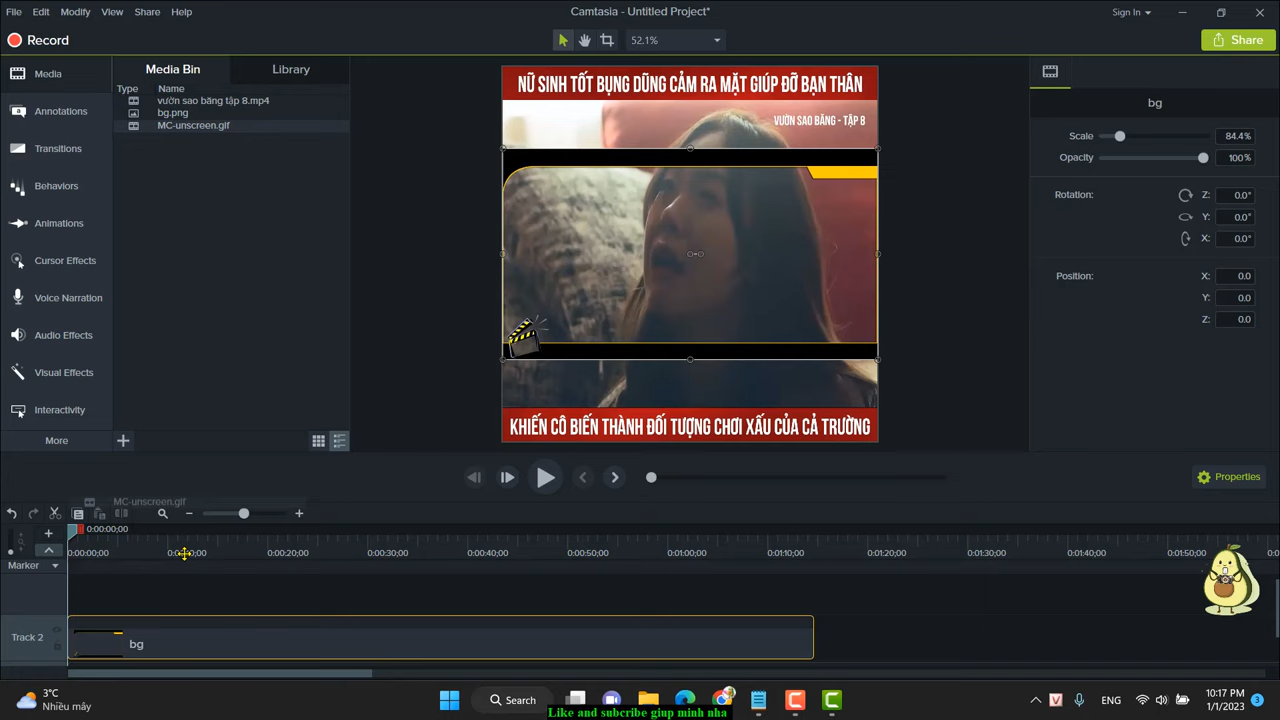 File Edit Modify View Share Help
Camtasia - Untitled Project*
Sign In
Record
52.1%
Share
Media
Annotations
Transitions
Behaviors
Animations
Cursor Effects
Voice Narration
Audio Effects
Visual Effects
Interactivity
More
Media Bin Library
Type Name
vườn sao băng tập 8.mp4
bg.png
MC-unscreen.gif
NỮ SINH TỐT BỤNG DŨNG CẢM RA MẶT GIÚP ĐỠ BẠN THÂN
VƯỜN SAO BĂNG - TẬP 8
KHIẾN CÔ BIẾN THÀNH ĐỐI TƯỢNG CHƠI XẤU CỦA CẢ TRƯỜNG
bg
Scale 84.4%
Opacity 100%
Rotation: Z: 0.0°
Y: 0.0°
X: 0.0°
Position: X: 0.0
Y: 0.0
Z: 0.0
Properties
MC-unscreen.gif
0:00:00;00
0:00:00;00 0:00:20;00 0:00:30;00 0:00:40;00 0:00:50;00 0:01:00;00 0:01:10;00 0:01:20;00 0:01:30;00 0:01:40;00 0:01:50;00
Marker
Track 2
bg
3°C
Nhiều mây
Search
ENG
10:17 PM
1/1/2023
3
Like and subcribe giup minh nha